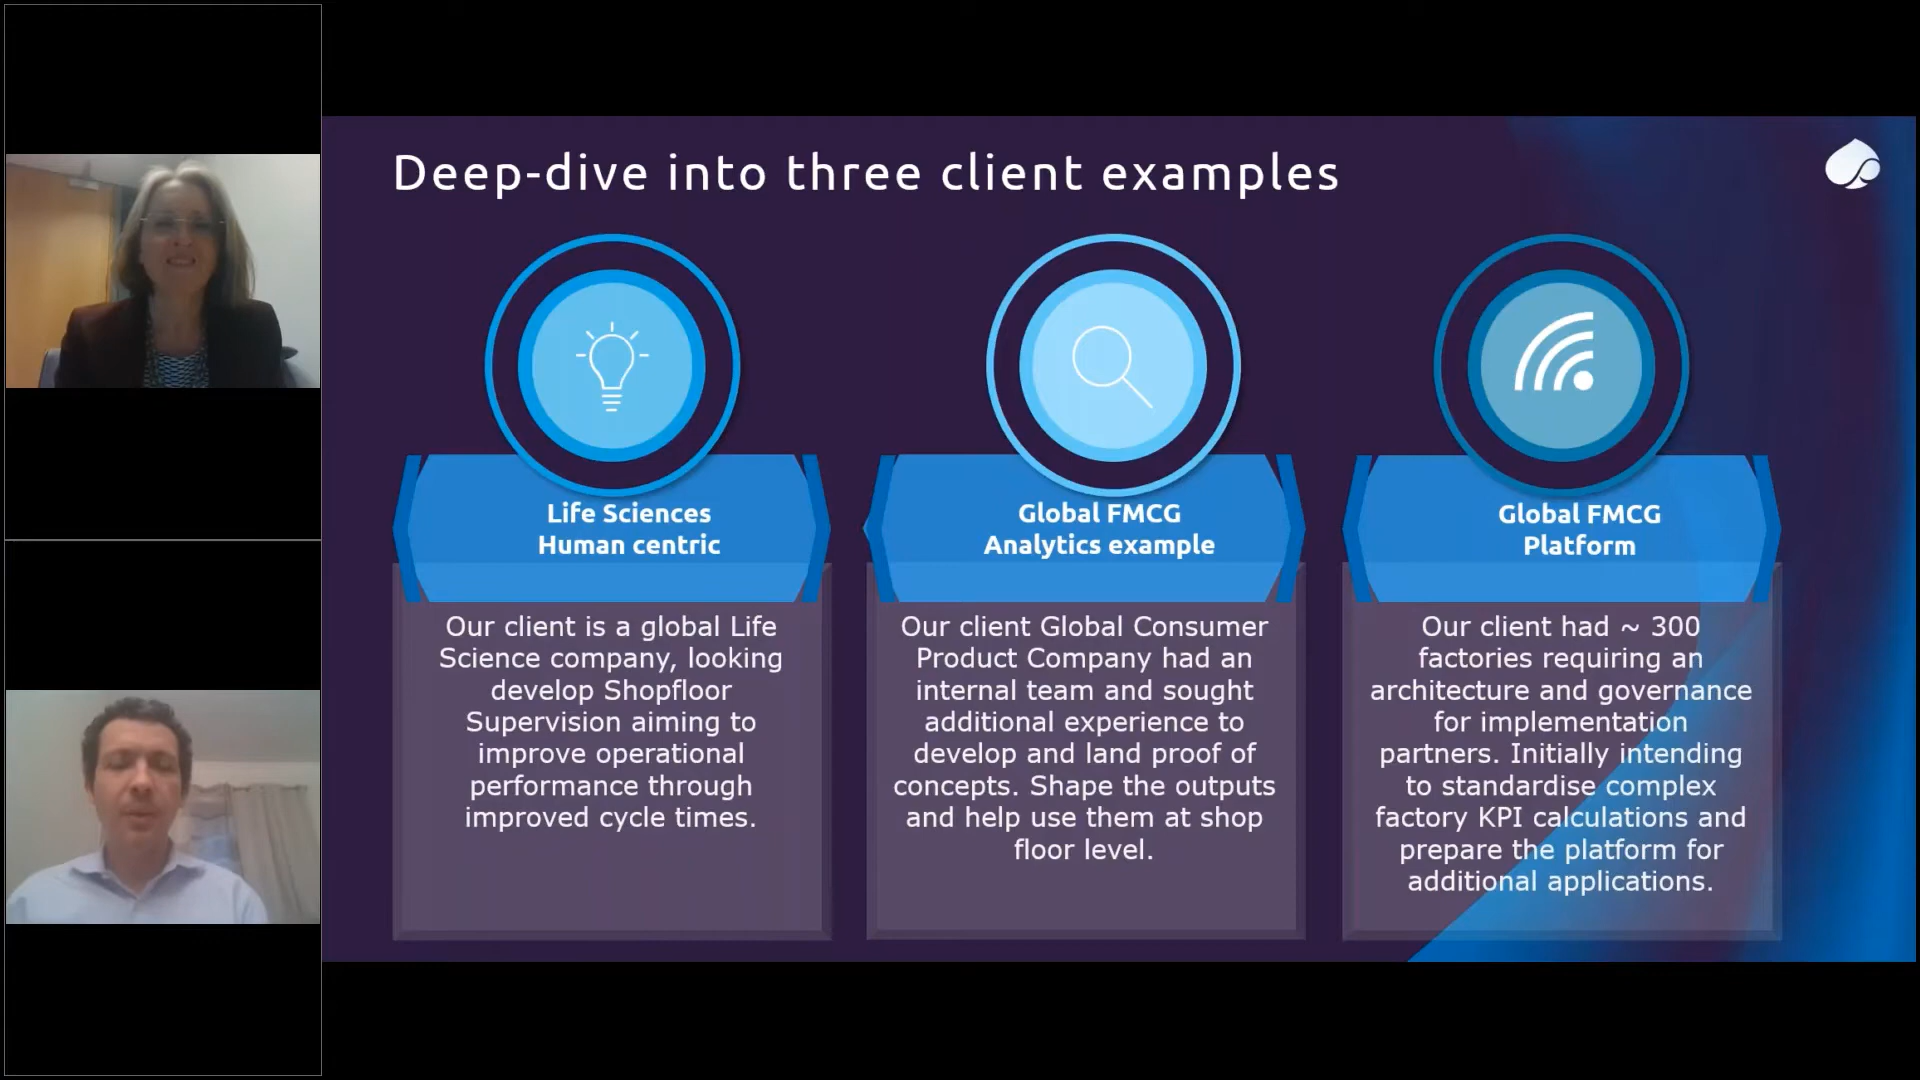 Deep-dive into three client examples
Life Sciences
Human centric
Our client is a global Life
Science company, looking
develop Shopfloor
Supervision aiming to
improve operational
performance through
improved cycle times.
Global FMCG
Analytics example
Our client Global Consumer
Product Company had an
internal team and sought
additional experience to
develop and land proof of
concepts. Shape the outputs
and help use them at shop
floor level.
Global FMCG
Platform
Our client had ~ 300
factories requiring an
architecture and governance
for implementation
partners. Initially intending
to standardise complex
factory KPI calculations and
prepare the platform for
additional applications.